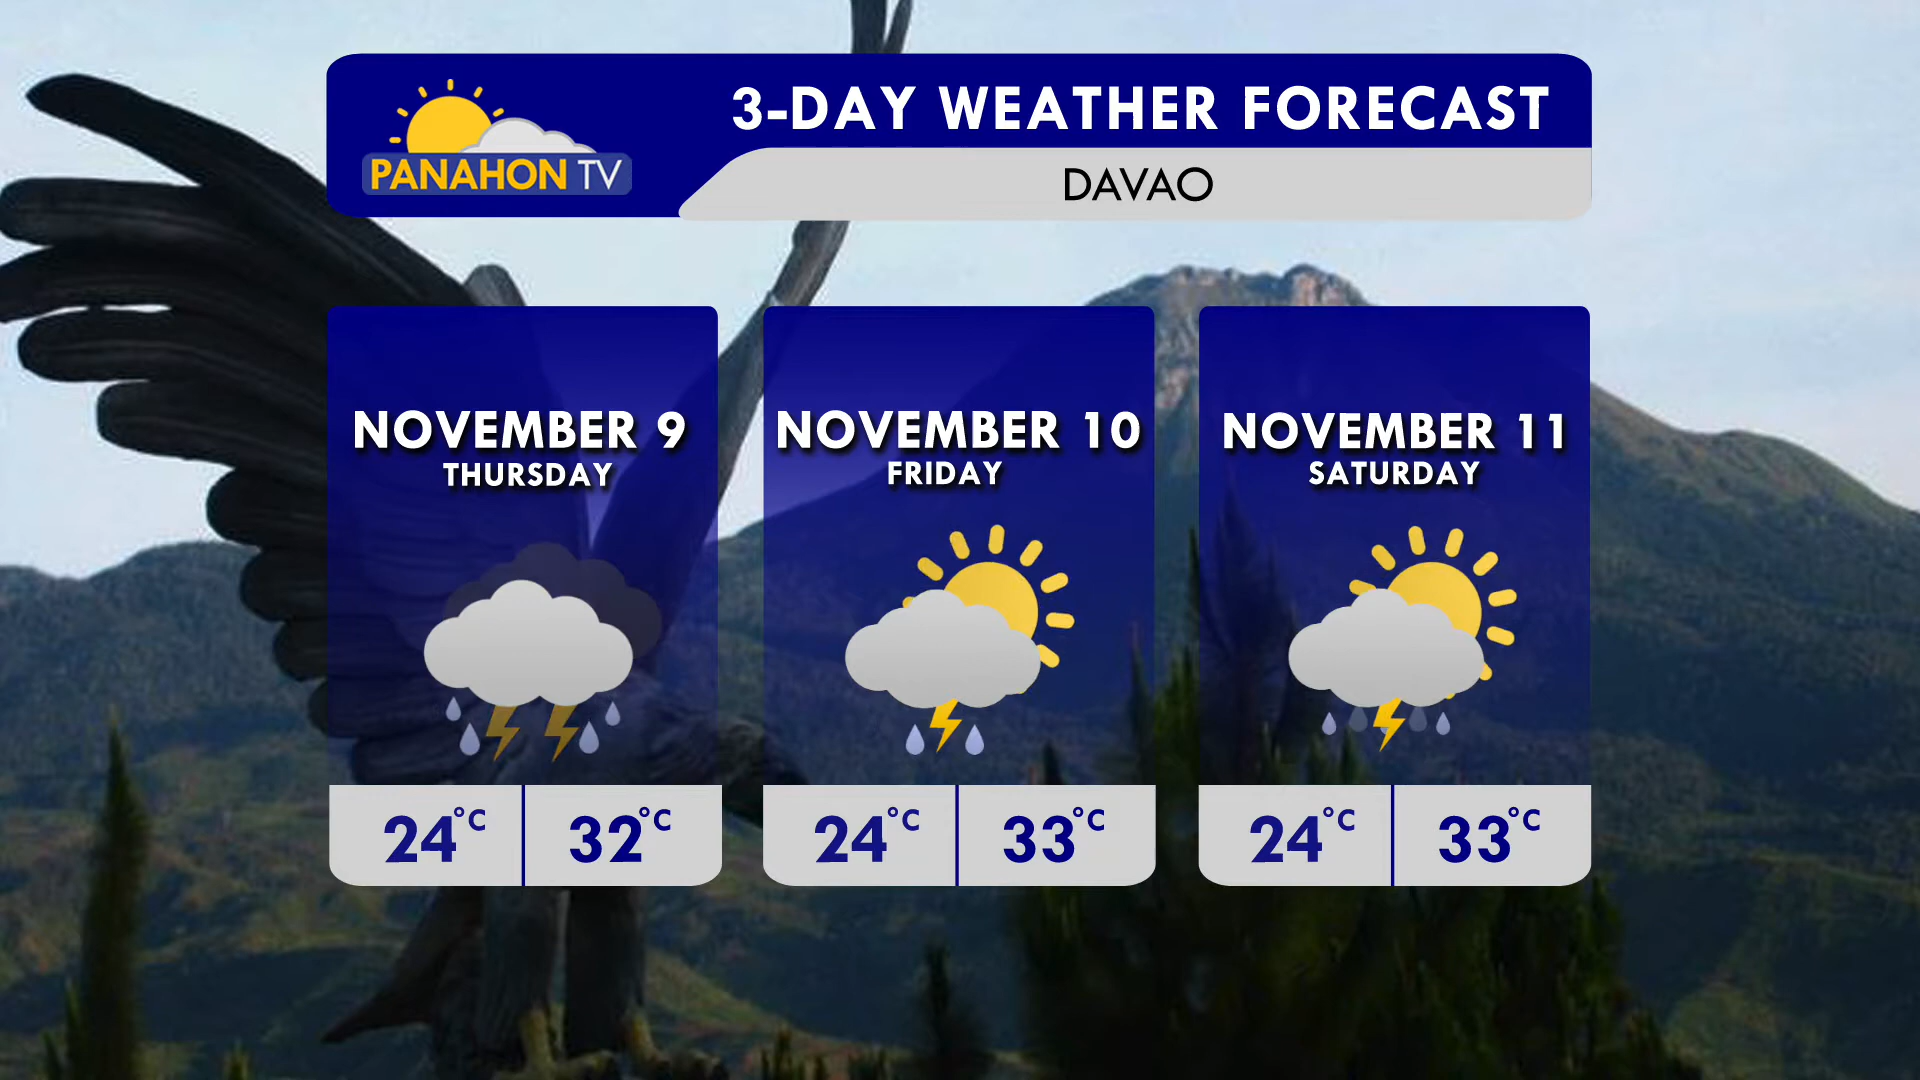 3-DAY WEATHER FORECAST
PANAHON TV
DAVAO
NOVEMBER 9
THURSDAY
24°C
32°C
NOVEMBER 10
FRIDAY
24°C
33°C
NOVEMBER 11
SATURDAY
24°C
33°C